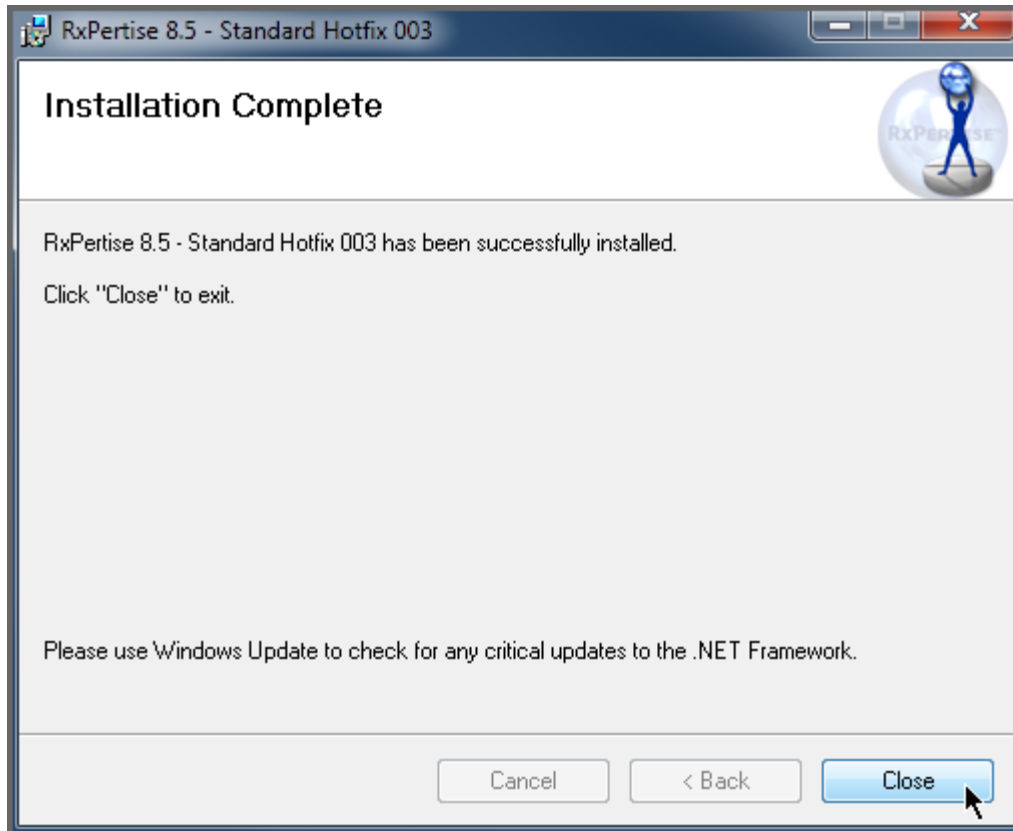 RxPertise 8.5 - Standard Hotfix 003
Installation Complete
RXPERTISE
RxPertise 8.5 - Standard Hotfix 003 has been successfully installed.
Click "Close" to exit.
Please use Windows Update to check for any critical updates to the .NET Framework.
Cancel
< Back
Close